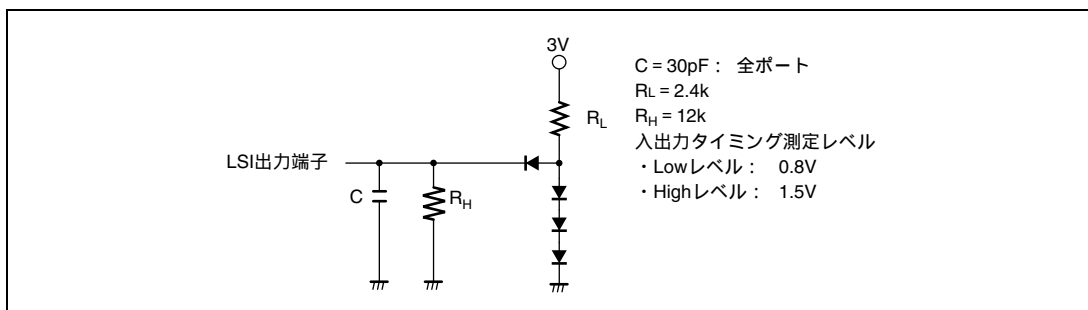 3V
C = 30pF : 全ポート
RL = 2.4k
RH = 12k
入出力タイミング測定レベル
・Lowレベル : 0.8V
・Highレベル : 1.5V
RL
LSI出力端子
C
RH